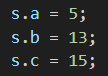 s.a = 5;
s.b = 13;
s.c = 15;